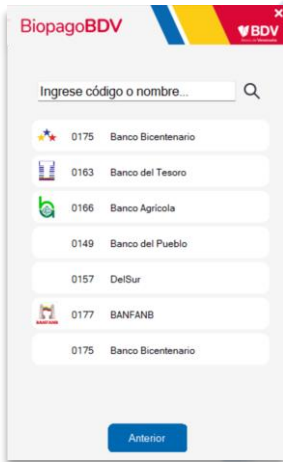 BiopagoBDV
BDV
Ingrese código o nombre...
0175 Banco Bicentenario
0163 Banco del Tesoro
0166 Banco Agrícola
0149 Banco del Pueblo
0157 DelSur
BANFANB 0177 BANFANB
0175 Banco Bicentenario
Anterior